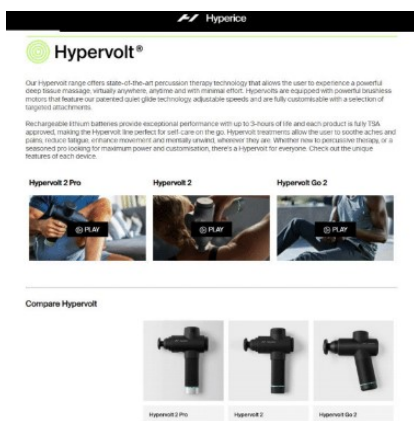 Hyperice
Hypervolt®
Our Hypervolt range offers state-of-the-art percussion therapy technology that allows the user to experience a powerful
deep tissue massage, virtually anywhere, anytime and with minimal effort. Hypervolts are equipped with powerful brushless
motors that feature our patented quiet glide technology, adjustable speeds and are fully customisable with a selection of
targeted attachments.
Rechargeable lithium batteries provide exceptional performance with up to 3-hours of life and each product is fully TSA
approved, making the Hypervolt line perfect for self-care on the go. Hypervolt treatments allow the user to soothe aches and
pains, reduce fatigue, enhance movement and mentally unwind, wherever they are. Whether new to percussive therapy, or a
seasoned pro looking for maximum power and customisation, there's a Hypervolt for everyone. Check out the unique
features of each device.
Hypervolt 2 Pro Hypervolt 2 Hypervolt Go 2
PLAY PLAY PLAY
Compare Hypervolt
Hypervolt 2 Pro Hypervolt 2 Hypervolt Go 2